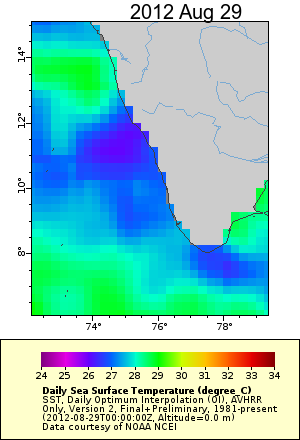 2012 Aug 29
14°
12°
10°
8°
74°
76°
78°
24 25 26 27 28 29 30 31 32 33 34
Daily Sea Surface Temperature (degree_C)
SST, Daily Optimum Interpolation (OI), AVHRR
Only, Version 2, Final+Preliminary, 1981-present
(2012-08-29T00:00:00Z, Altitude=0.0 m)
Data courtesy of NOAA NCEI